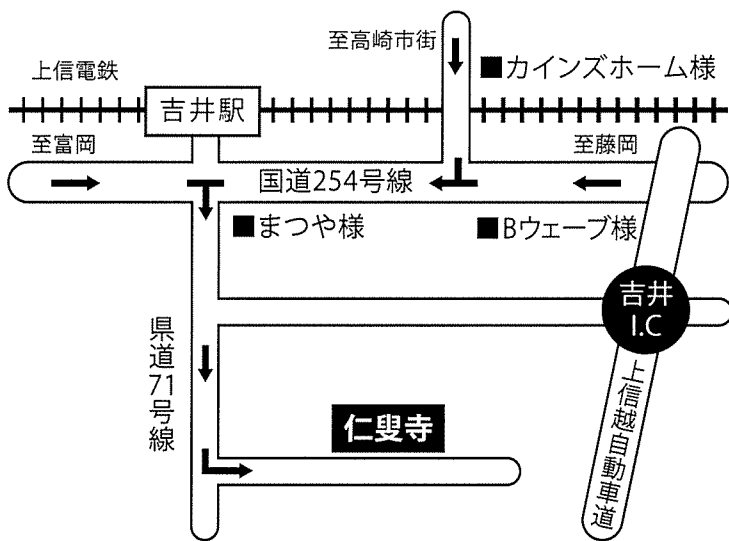 至高崎市街
上信電鉄
■カインズホーム様
吉井駅
至富岡
至藤岡
国道254号線
■まつや様
■Bウェーブ様
吉井
I.C
県道71号線
上信越自動車道
仁叟寺